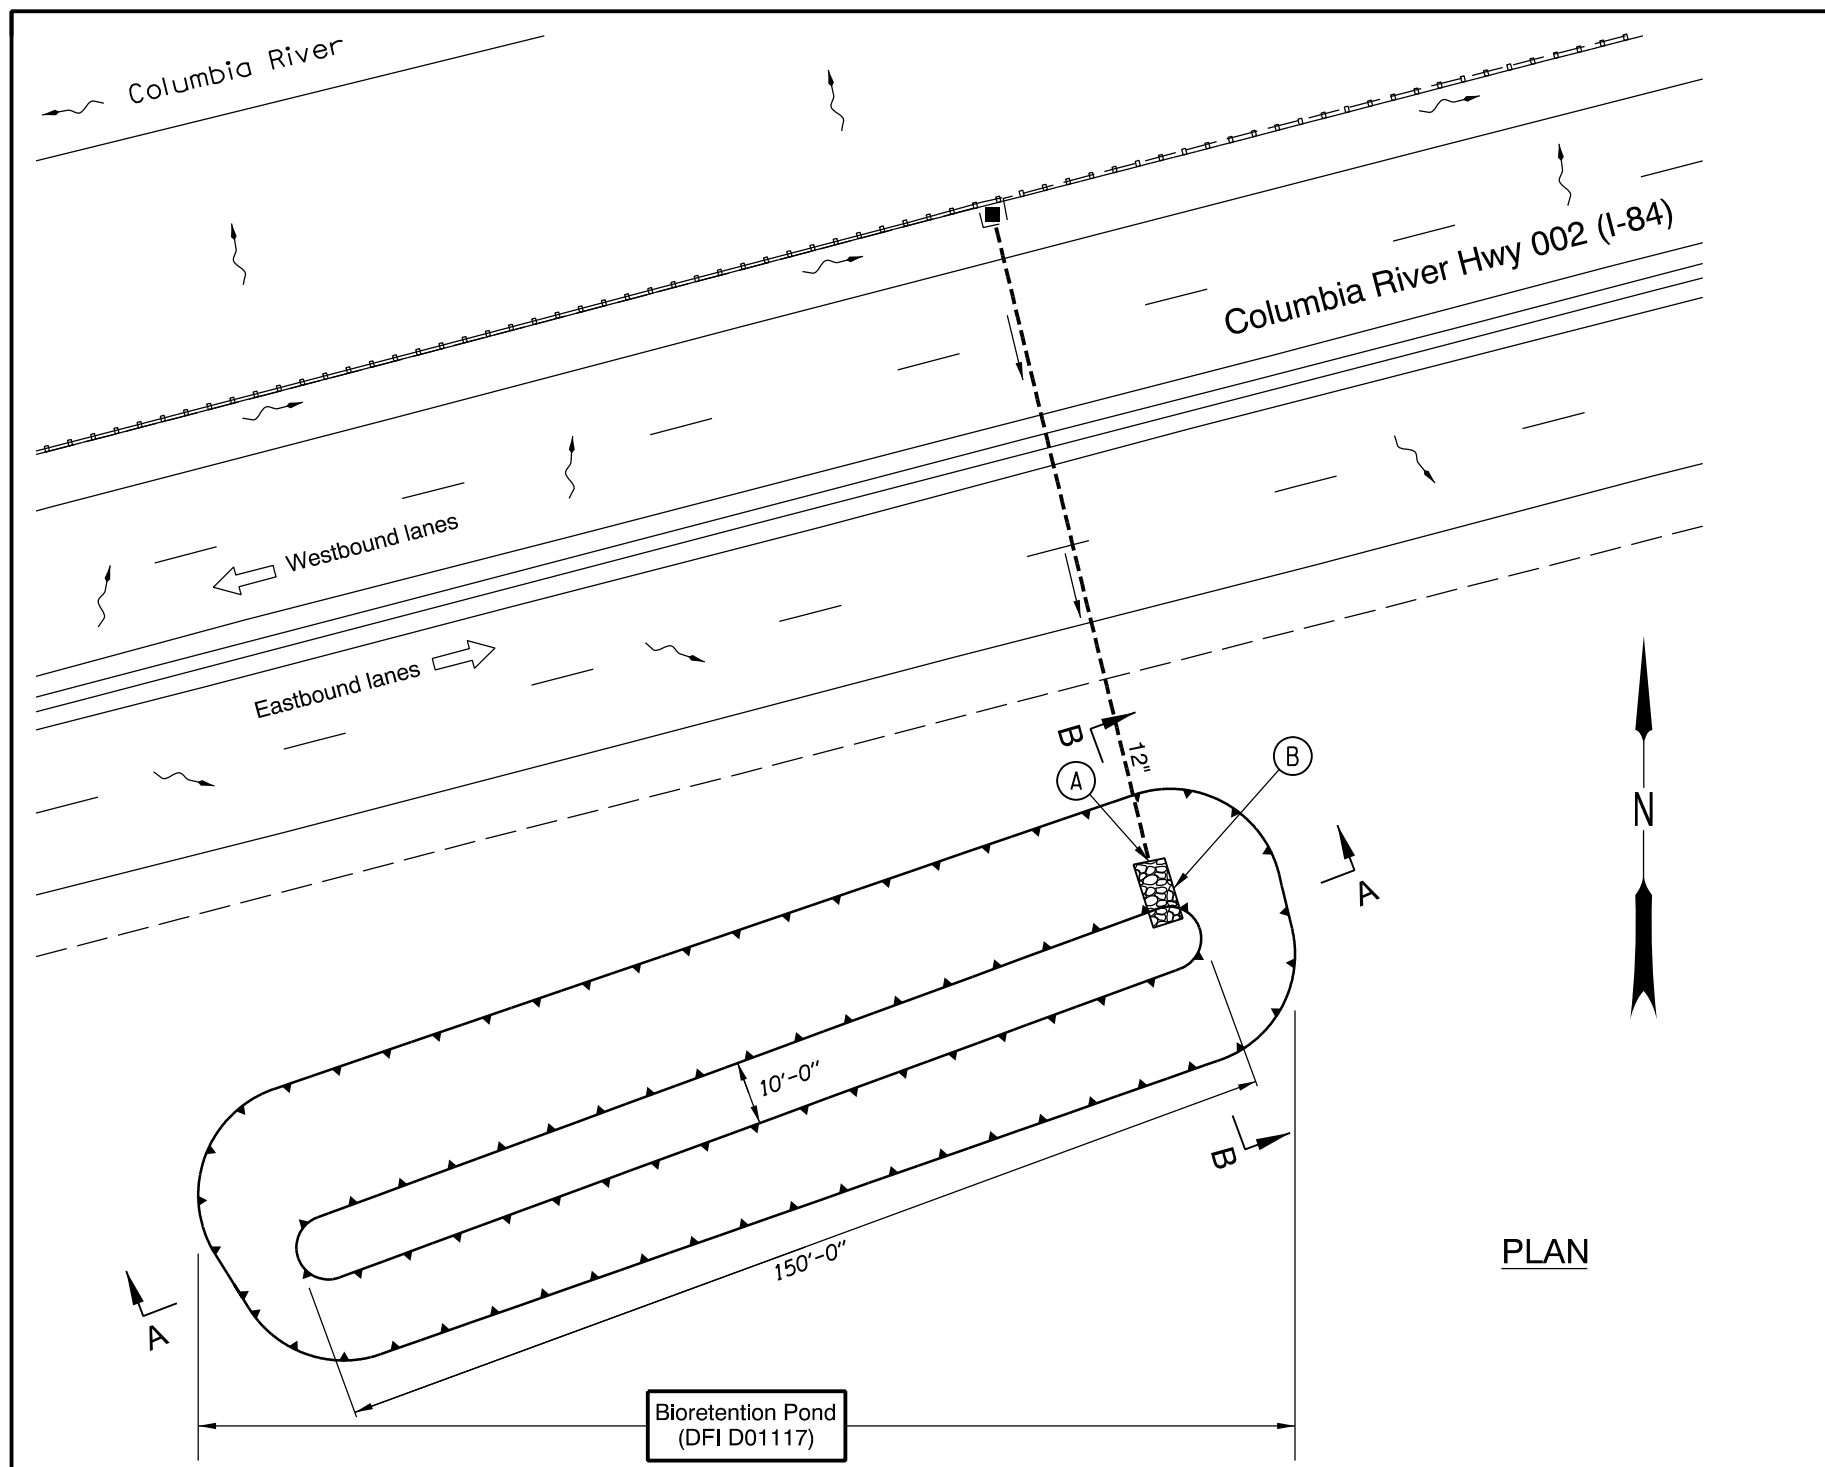 Columbia River
Columbia River Hwy 002 (I-84)
Westbound lanes
Eastbound lanes
B
12"
A
B
N
A
10'-0"
B
150'-0"
PLAN
A
Bioretention Pond
(DFI D01117)